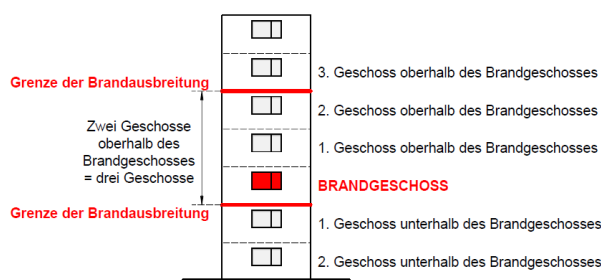 3. Geschoss oberhalb des Brandgeschosses
Grenze der Brandausbreitung
2. Geschoss oberhalb des Brandgeschosses
Zwei Geschosse
oberhalb des
Brandgeschosses
= drei Geschosse
1. Geschoss oberhalb des Brandgeschosses
BRANDGESCHOSS
Grenze der Brandausbreitung
1. Geschoss unterhalb des Brandgeschosses
2. Geschoss unterhalb des Brandgeschosses